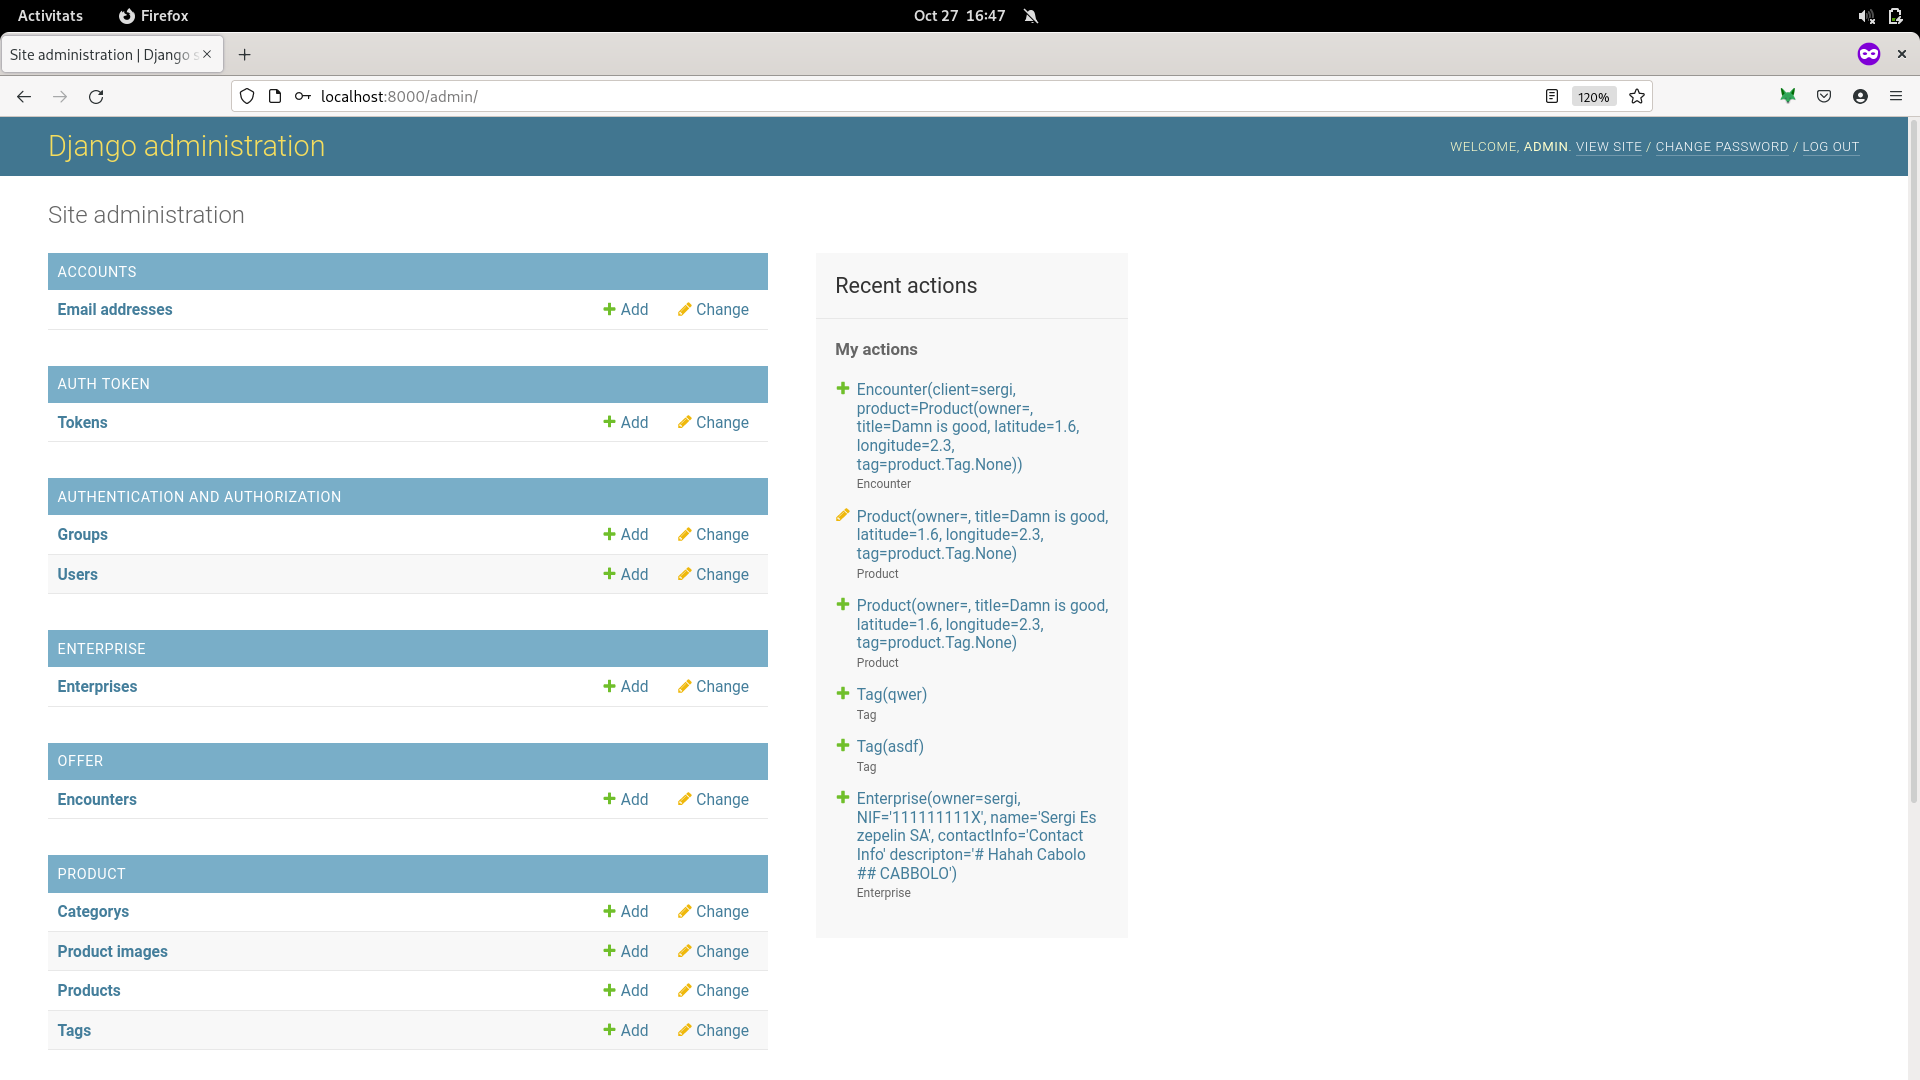 Activitats Firefox Oct 27 16:47
Site administration | Django s
localhost:8000/admin/ 120%
Django administration
WELCOME, ADMIN. VIEW SITE / CHANGE PASSWORD / LOG OUT
Site administration
ACCOUNTS
Email addresses Add Change
AUTH TOKEN
Tokens Add Change
AUTHENTICATION AND AUTHORIZATION
Groups Add Change
Users Add Change
ENTERPRISE
Enterprises Add Change
OFFER
Encounters Add Change
PRODUCT
Categorys Add Change
Product images Add Change
Products Add Change
Tags Add Change
Recent actions
My actions
Encounter(client=sergi,
product=Product(owner=,
title=Damn is good, latitude=1.6,
longitude=2.3,
tag=product.Tag.None))
Encounter
Product(owner=, title=Damn is good,
latitude=1.6, longitude=2.3,
tag=product.Tag.None)
Product
Product(owner=, title=Damn is good,
latitude=1.6, longitude=2.3,
tag=product.Tag.None)
Product
Tag(qwer)
Tag
Tag(asdf)
Tag
Enterprise(owner=sergi,
NIF='111111111X', name='Sergi Es
zepelin SA', contactInfo='Contact
Info' descripton='# Hahah Cabolo
## CABBOLO')
Enterprise